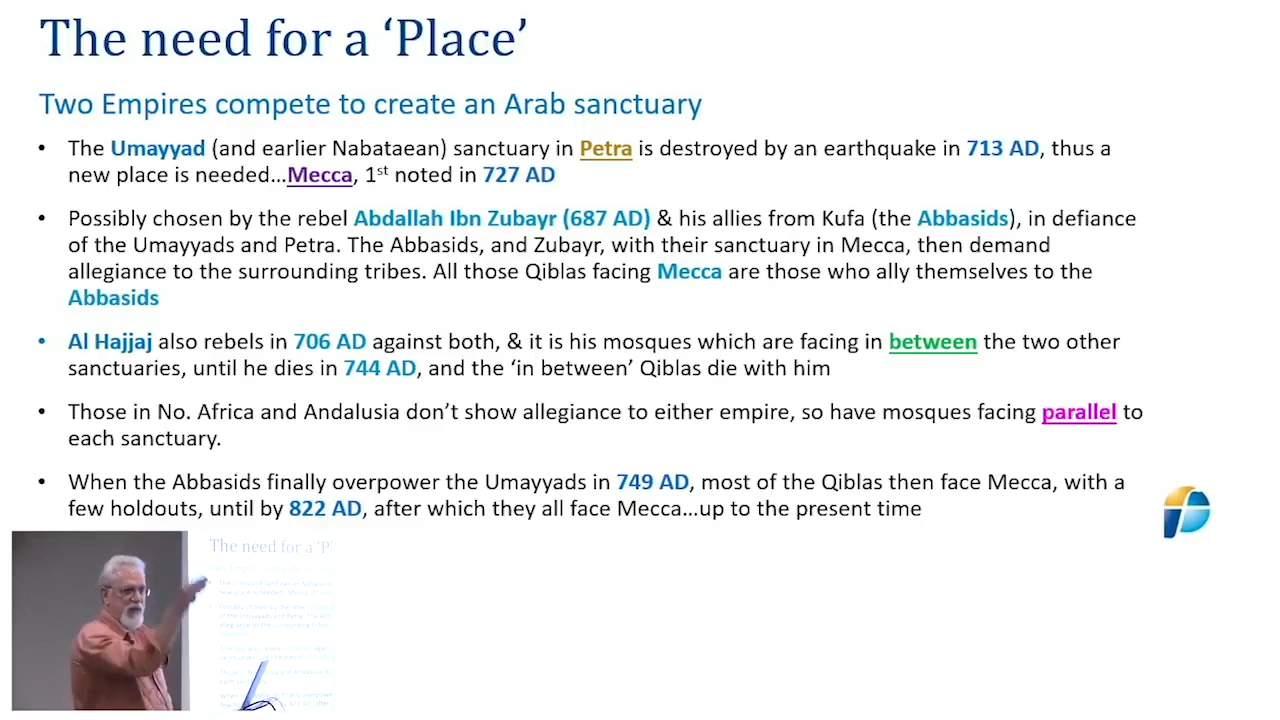 The need for a ‘Place’
Two Empires compete to create an Arab sanctuary
• The Umayyad (and earlier Nabataean) sanctuary in Petra is destroyed by an earthquake in 713 AD, thus a
new place is needed…Mecca, 1st noted in 727 AD
• Possibly chosen by the rebel Abdallah Ibn Zubayr (687 AD) & his allies from Kufa (the Abbasids), in defiance
of the Umayyads and Petra. The Abbasids, and Zubayr, with their sanctuary in Mecca, then demand
allegiance to the surrounding tribes. All those Qiblas facing Mecca are those who ally themselves to the
Abbasids
• Al Hajjaj also rebels in 706 AD against both, & it is his mosques which are facing in between the two other
sanctuaries, until he dies in 744 AD, and the ‘in between’ Qiblas die with him
• Those in No. Africa and Andalusia don’t show allegiance to either empire, so have mosques facing parallel to
each sanctuary.
• When the Abbasids finally overpower the Umayyads in 749 AD, most of the Qiblas then face Mecca, with a
few holdouts, until by 822 AD, after which they all face Mecca…up to the present time
The need for a ‘Pl